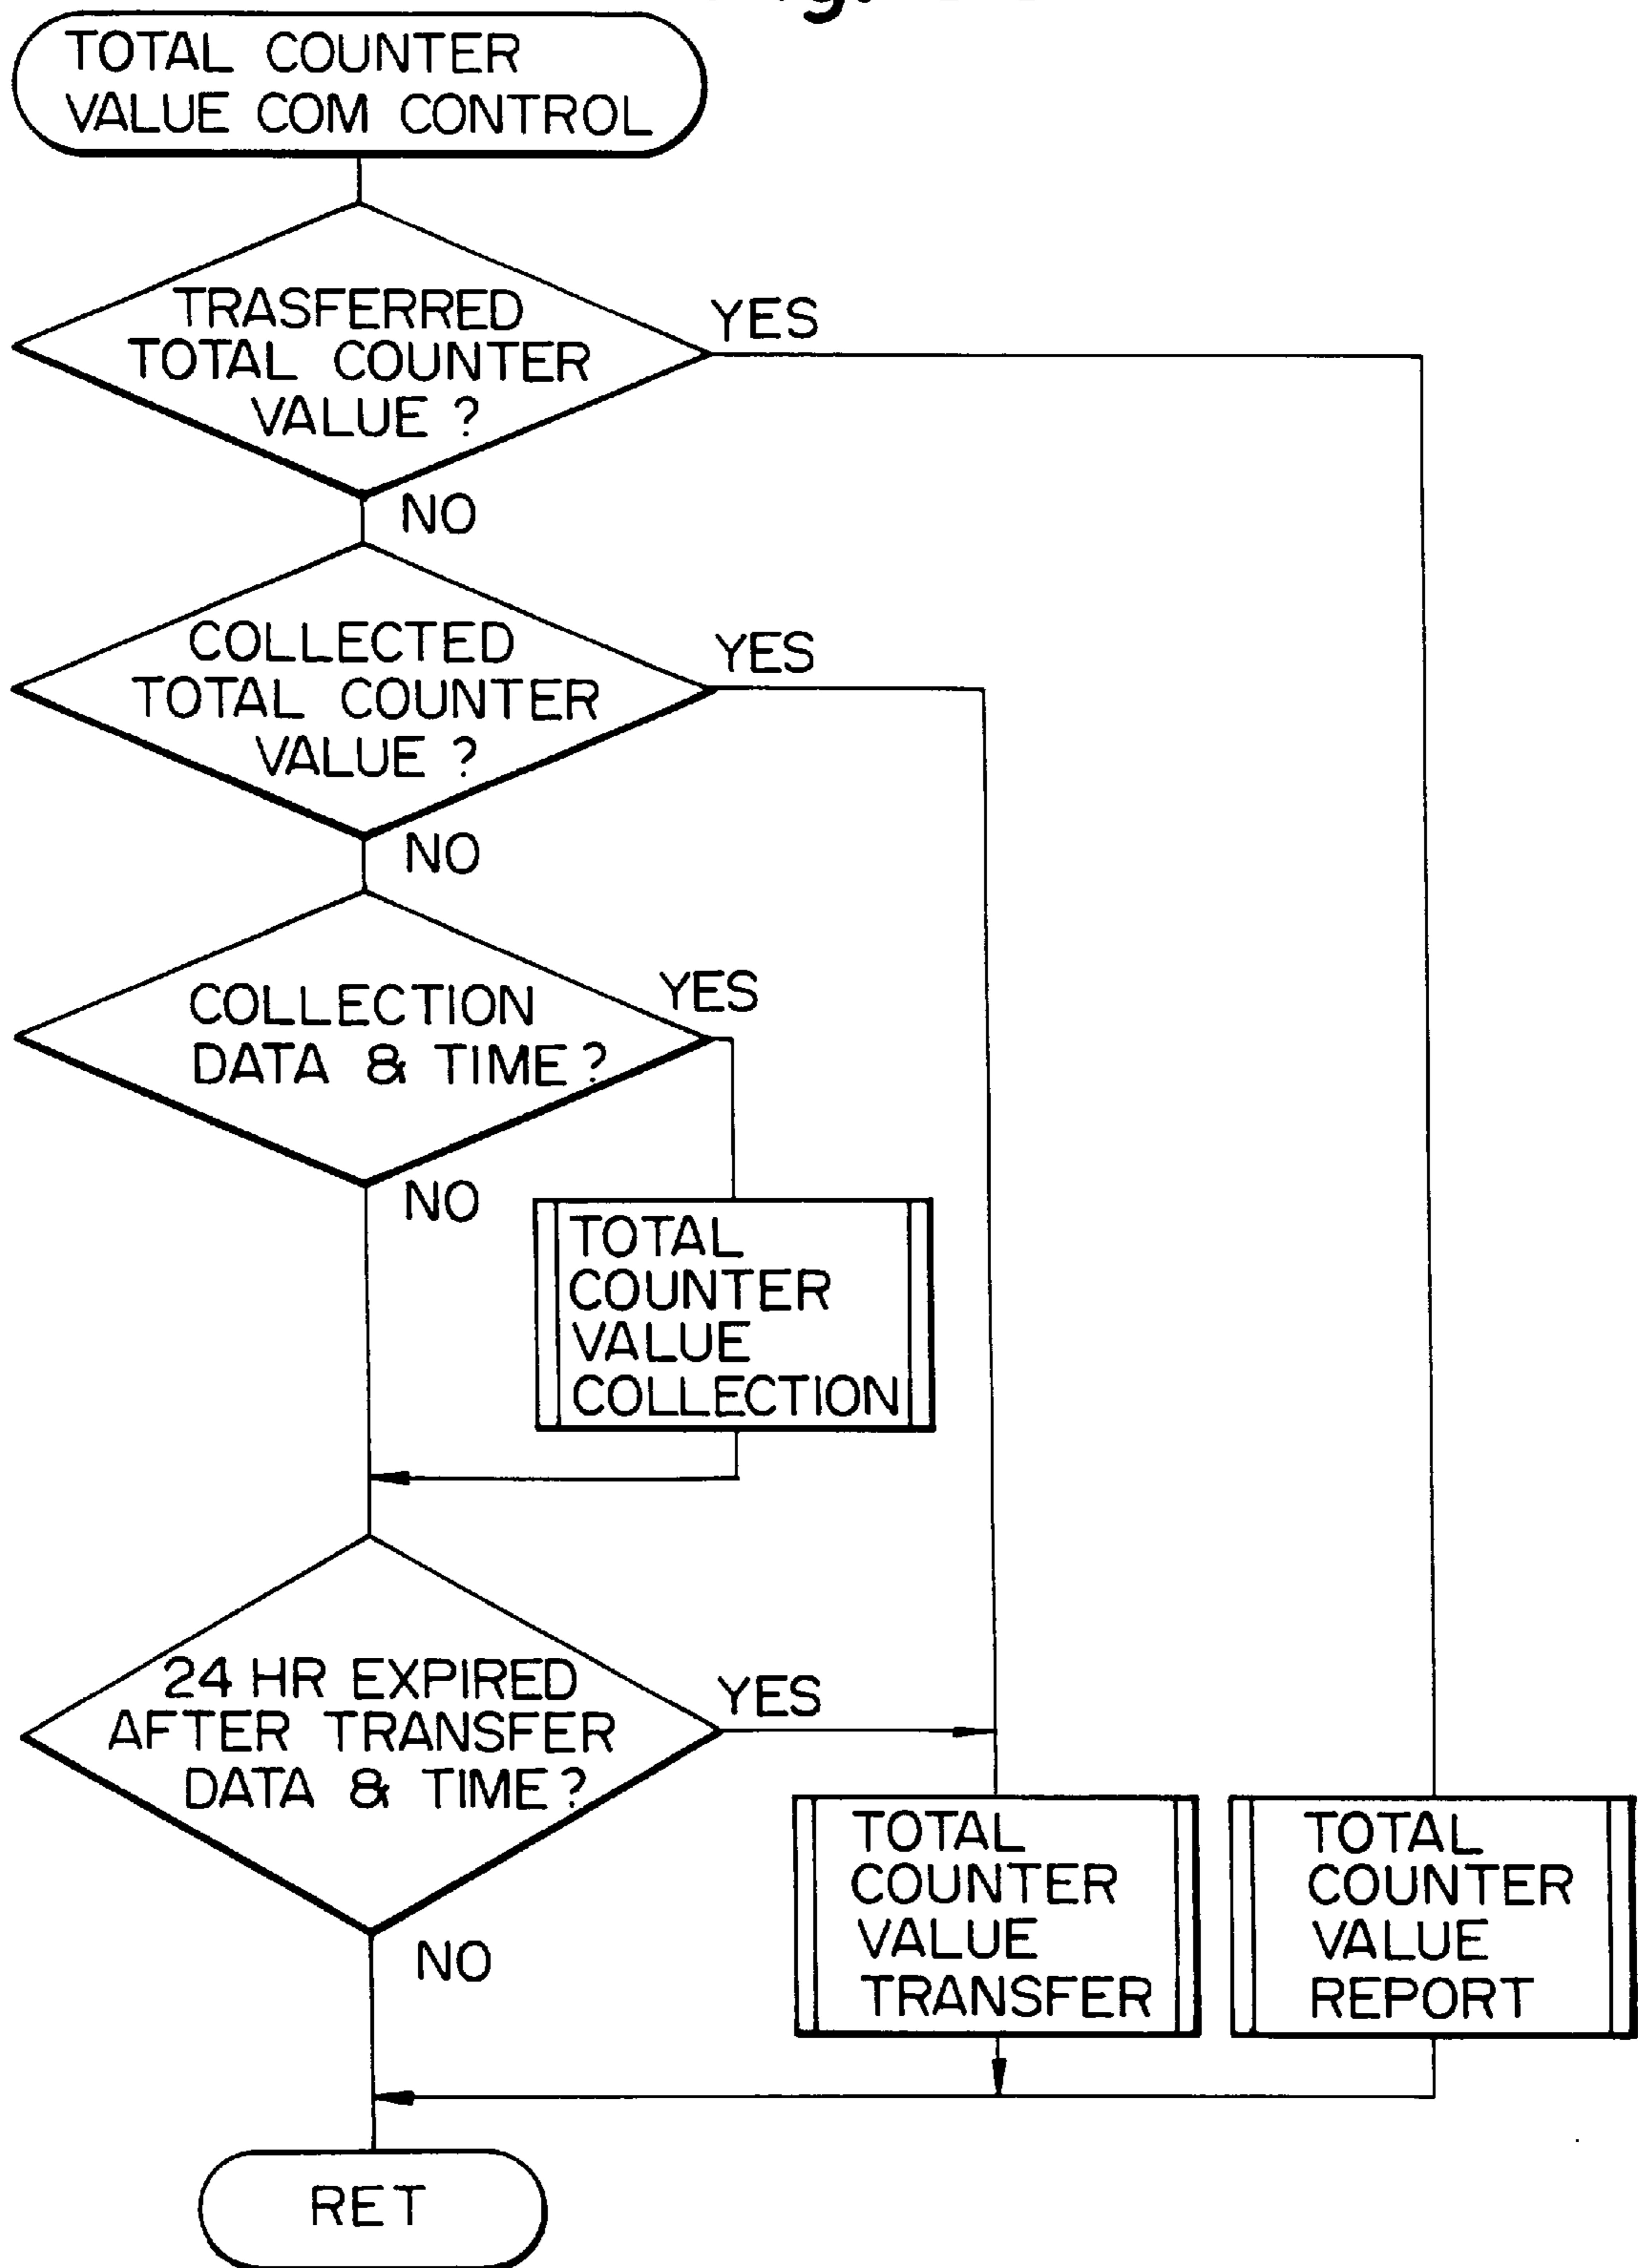 TOTAL COUNTER
VALUE COM CONTROL
TRASFERRED
TOTAL COUNTER
VALUE ?
YES
NO
COLLECTED
TOTAL COUNTER
VALUE ?
YES
NO
COLLECTION
DATA & TIME ?
YES
NO
TOTAL
COUNTER
VALUE
COLLECTION
24 HR EXPIRED
AFTER TRANSFER
DATA & TIME ?
YES
NO
TOTAL
COUNTER
VALUE
TRANSFER
TOTAL
COUNTER
VALUE
REPORT
RET